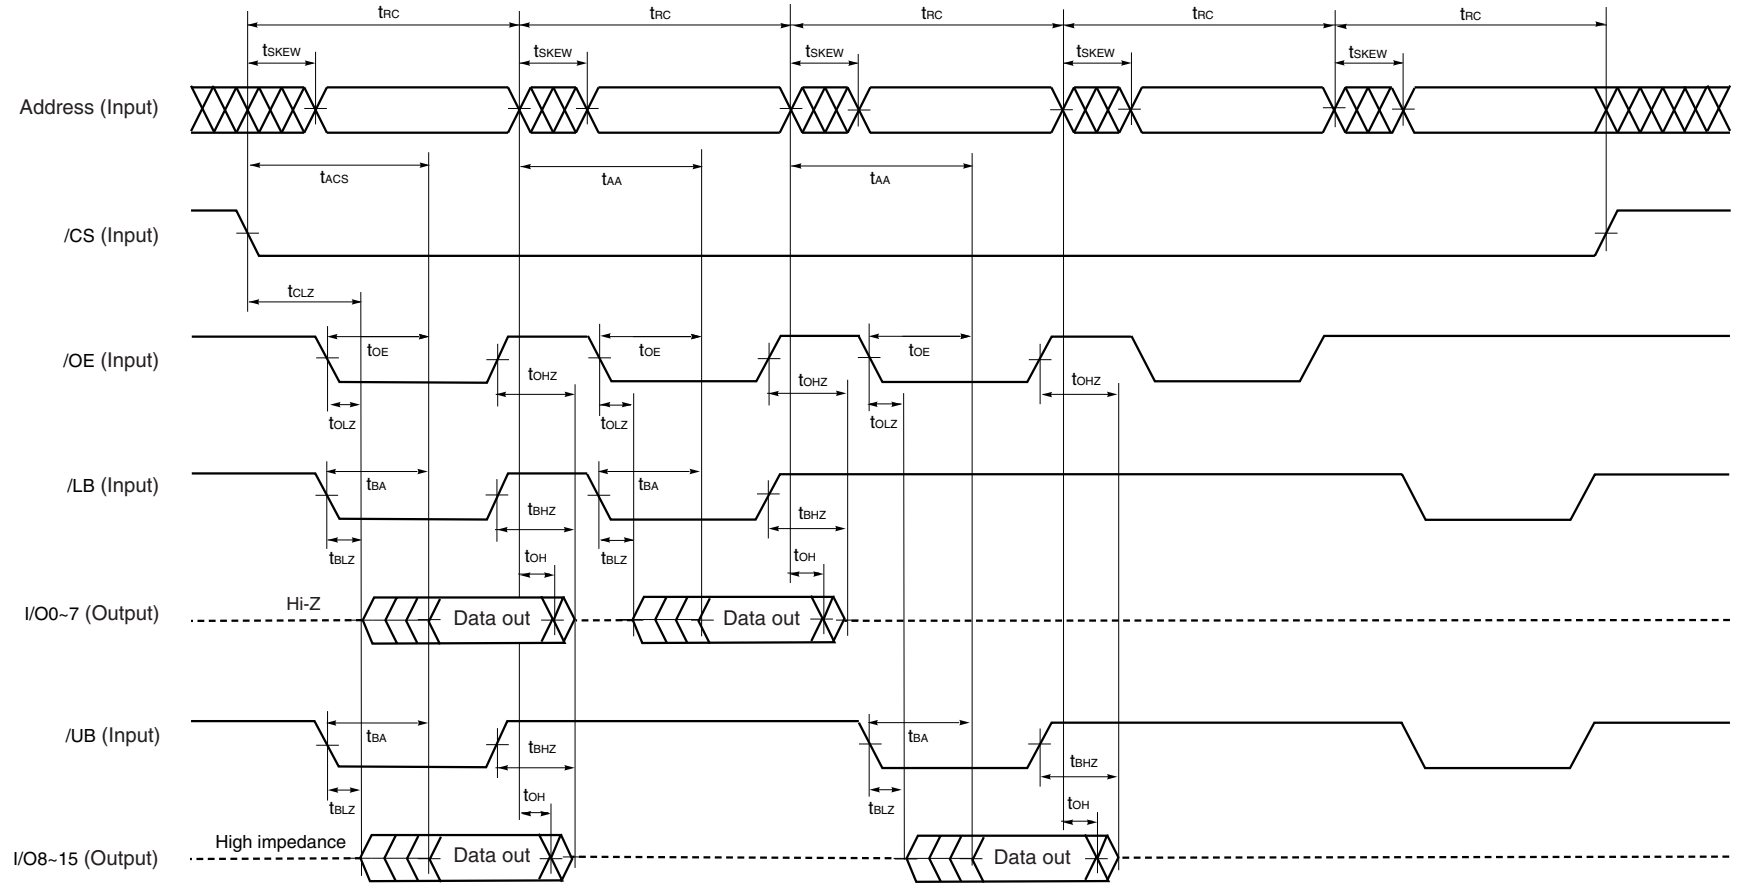 tRC tRC tRC tRC tRC
tSKEW tSKEW tSKEW tSKEW tSKEW
Address (Input)
tACS tAA tAA
/CS (Input)
tCLZ
/OE (Input)
tOE tOE tOE
tOHZ tOHZ tOHZ
tOLZ tOLZ tOLZ
/LB (Input)
tBA tBA
tBHZ tBHZ
tBLZ tOH tBLZ tOH
I/O0~7 (Output)
Hi-Z Data out Data out
/UB (Input)
tBA tBA
tBHZ tBHZ
tBLZ tOH tBLZ tOH
High impedance
I/O8~15 (Output) Data out Data out